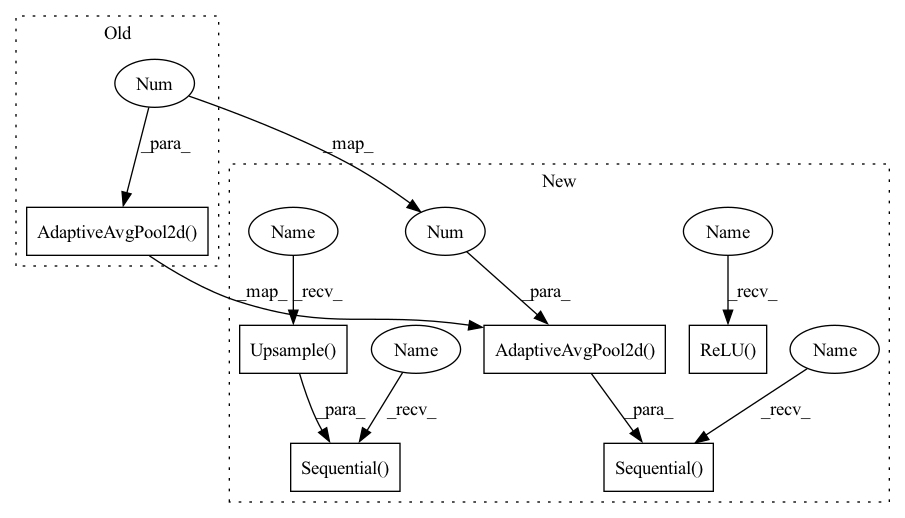 Old
Num
_para_
_map_
New
AdaptiveAvgPool2d()
Name
Num
Name
_map_
_recv_
_para_
_recv_
Upsample()
Name
AdaptiveAvgPool2d()
ReLU()
Name
_para_
_recv_
_para_
_recv_
Sequential()
Sequential()